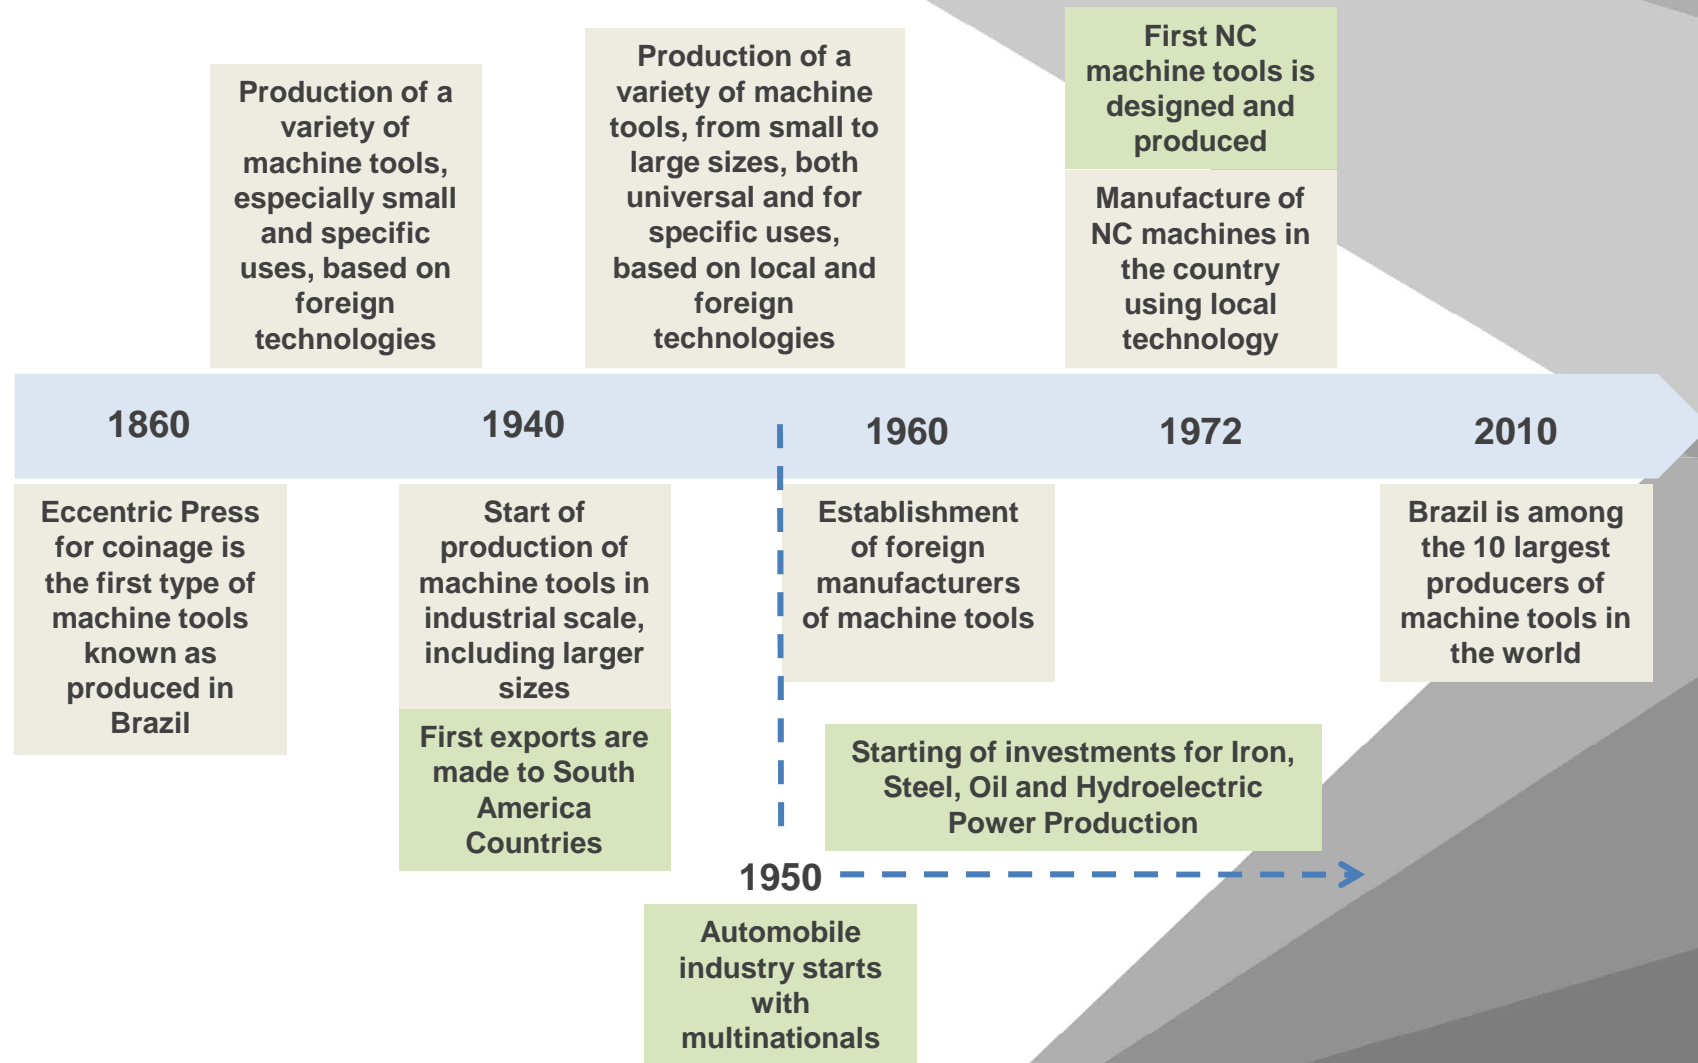 Production of a
variety of
machine tools,
especially small
and specific
uses, based on
foreign
technologies
Production of a
variety of machine
tools, from small to
large sizes, both
universal and for
specific uses,
based on local and
foreign
technologies
First NC
machine tools is
designed and
produced
Manufacture of
NC machines in
the country
using local
technology
1860
1940
1960
1972
2010
Eccentric Press
for coinage is
the first type of
machine tools
known as
produced in
Brazil
Start of
production of
machine tools in
industrial scale,
including larger
sizes
First exports are
made to South
America
Countries
Establishment
of foreign
manufacturers
of machine tools
Brazil is among
the 10 largest
producers of
machine tools in
the world
Starting of investments for Iron,
Steel, Oil and Hydroelectric
Power Production
1950
Automobile
industry starts
with
multinationals